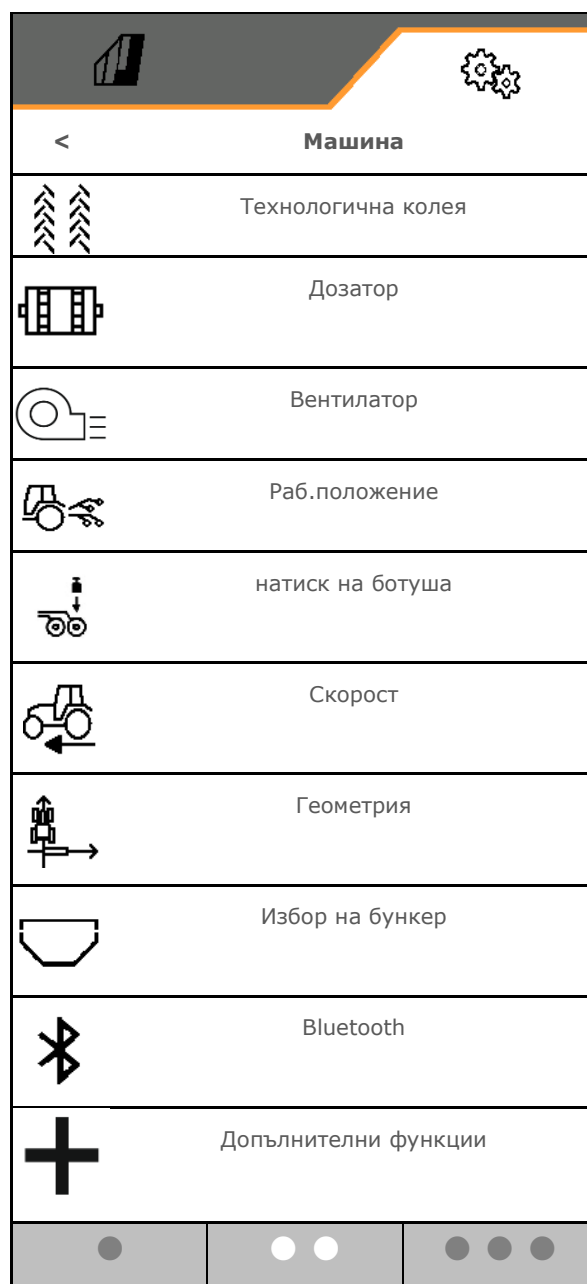 < Машина
Технологична колея
Дозатор
Вентилатор
Раб.положение
натиск на ботуша
Скорост
Геометрия
Избор на бункер
Bluetooth
Допълнителни функции